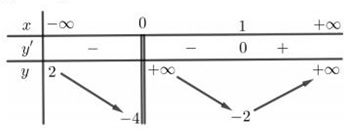 x −∞ 0 1 +∞
y' − − 0 +
y 2 +∞ +∞
−4 −2